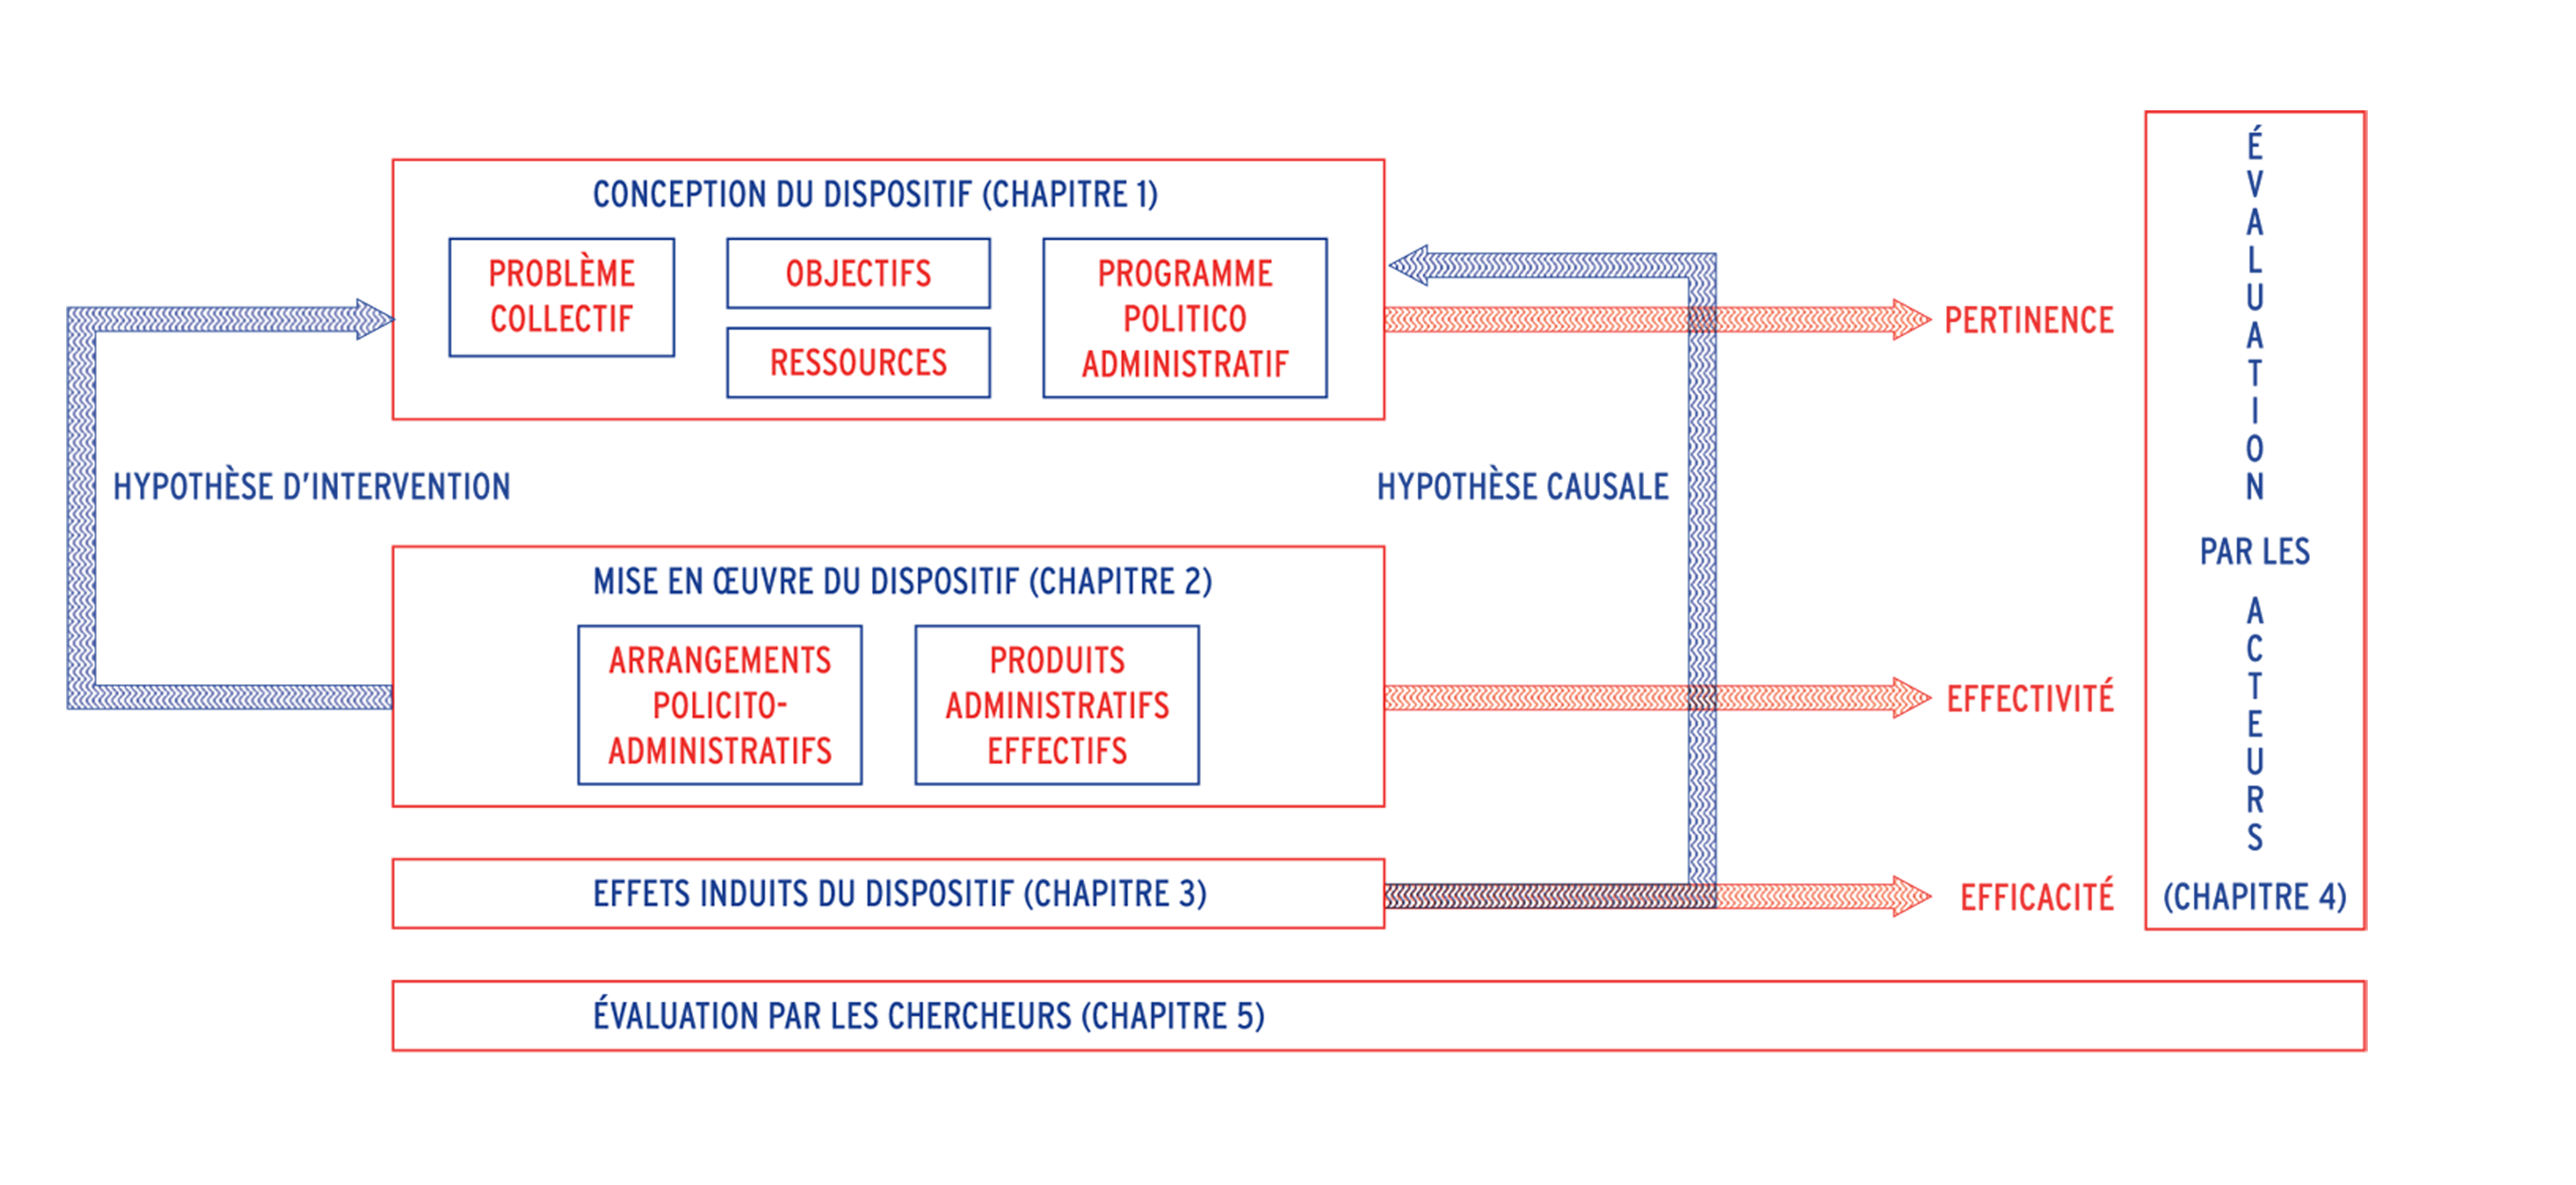 CONCEPTION DU DISPOSITIF (CHAPITRE 1)
PROBLÈME
COLLECTIF
OBJECTIFS
RESSOURCES
PROGRAMME
POLITICO
ADMINISTRATIF
PERTINENCE
HYPOTHÈSE D'INTERVENTION
HYPOTHÈSE CAUSALE
MISE EN ŒUVRE DU DISPOSITIF (CHAPITRE 2)
ARRANGEMENTS
POLICITO-
ADMINISTRATIFS
PRODUITS
ADMINISTRATIFS
EFFECTIFS
EFFECTIVITÉ
EFFETS INDUITS DU DISPOSITIF (CHAPITRE 3)
EFFICACITÉ
ÉVALUATION
PAR LES
ACTEURS
(CHAPITRE 4)
ÉVALUATION PAR LES CHERCHEURS (CHAPITRE 5)